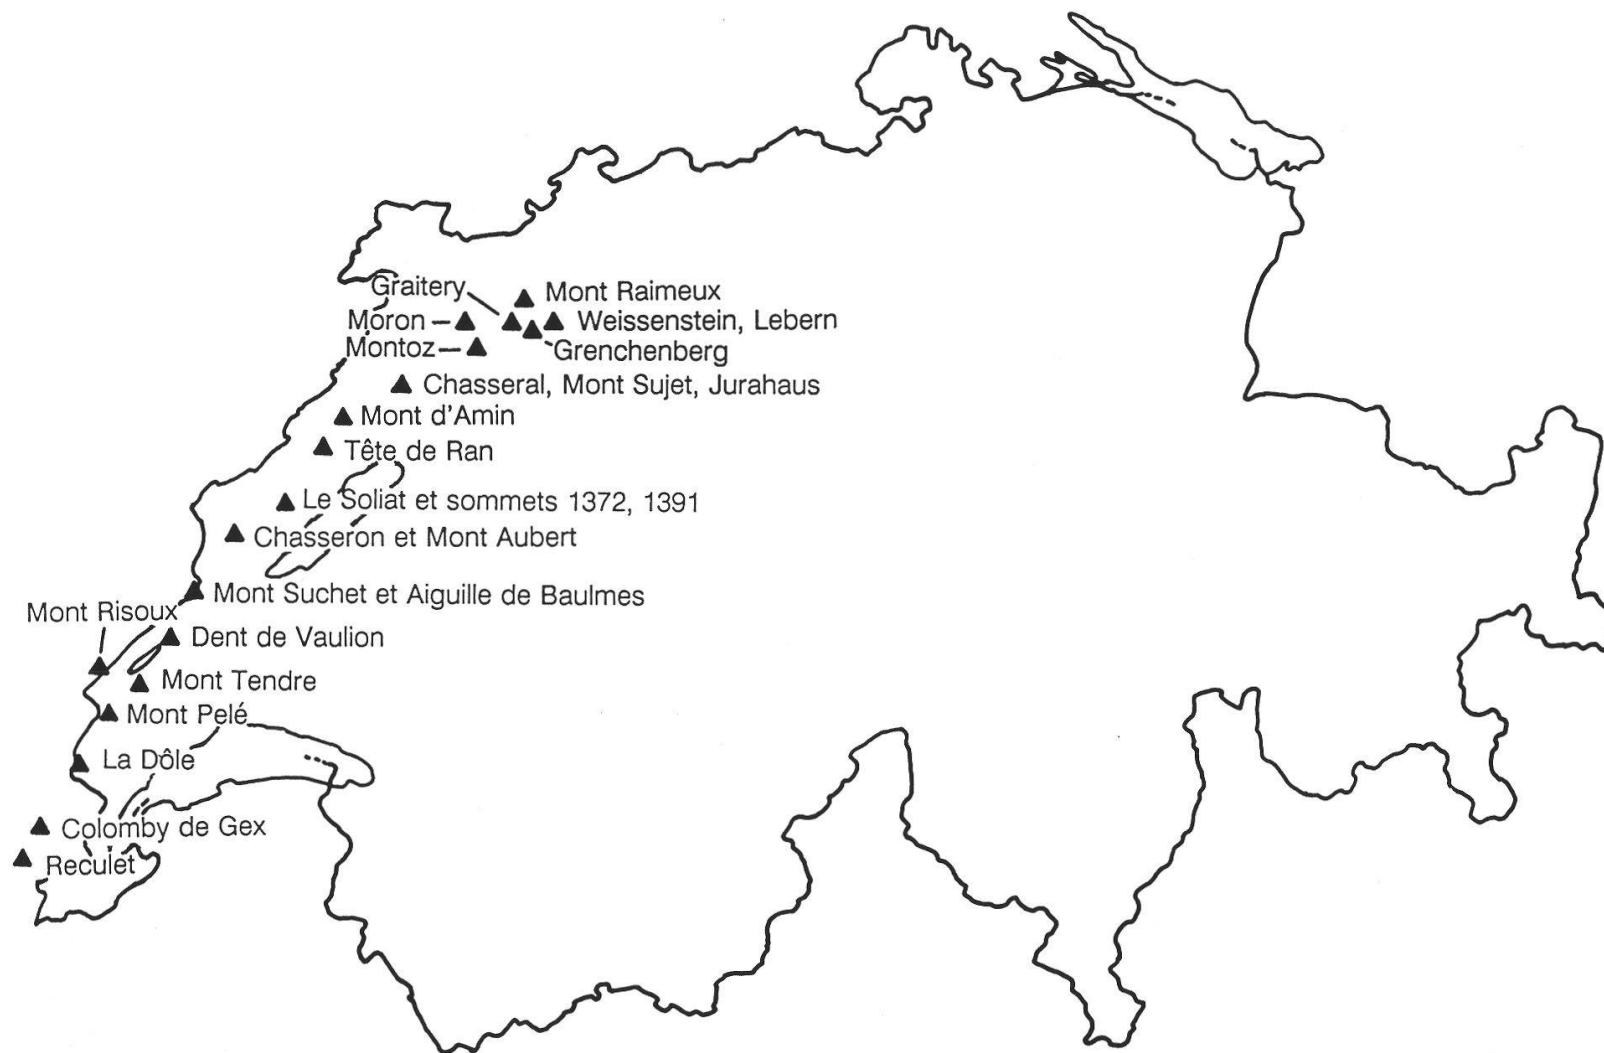 Graitery
Mont Raimeux
Moron
Weissenstein, Lebern
Montoz
Grenchenberg
Chasseral, Mont Sujet, Jurahaus
Mont d'Amin
Tête de Ran
Le Soliat et sommets 1372, 1391
Chasseron et Mont Aubert
Mont Suchet et Aiguille de Baulmes
Mont Risoux
Dent de Vaulion
Mont Tendre
Mont Pelé
La Dôle
Colomby de Gex
Reculet